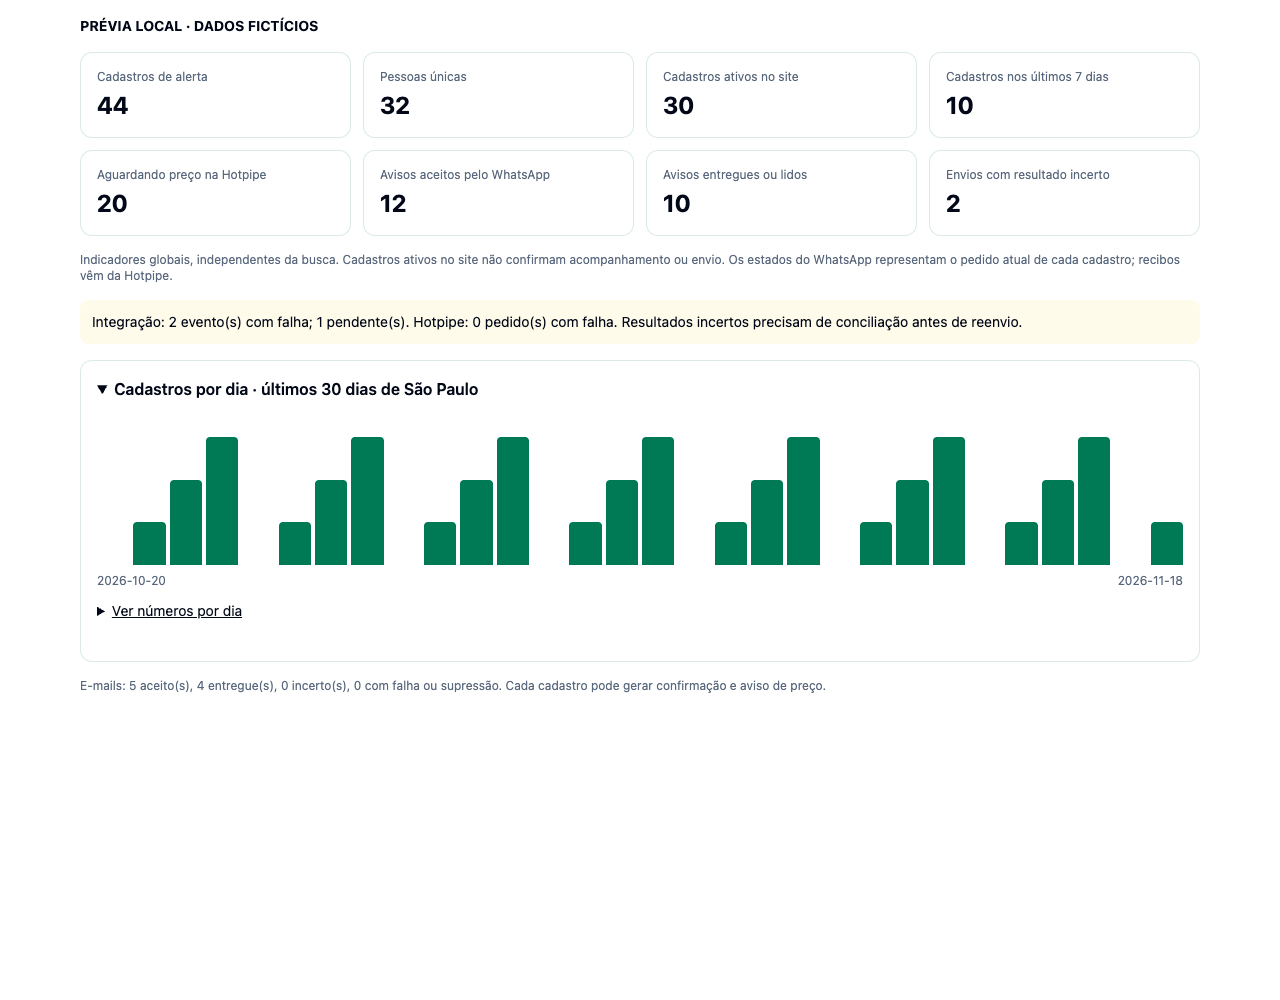 PRÉVIA LOCAL · DADOS FICTÍCIOS
Cadastros de alerta
44
Pessoas únicas
32
Cadastros ativos no site
30
Cadastros nos últimos 7 dias
10
Aguardando preço na Hotpipe
20
Avisos aceitos pelo WhatsApp
12
Avisos entregues ou lidos
10
Envios com resultado incerto
2
Indicadores globais, independentes da busca. Cadastros ativos no site não confirmam acompanhamento ou envio. Os estados do WhatsApp representam o pedido atual de cada cadastro; recibos
vêm da Hotpipe.
Integração: 2 evento(s) com falha; 1 pendente(s). Hotpipe: 0 pedido(s) com falha. Resultados incertos precisam de conciliação antes de reenvio.
Cadastros por dia · últimos 30 dias de São Paulo
2026-10-20
2026-11-18
Ver números por dia
E-mails: 5 aceito(s), 4 entregue(s), 0 incerto(s), 0 com falha ou supressão. Cada cadastro pode gerar confirmação e aviso de preço.